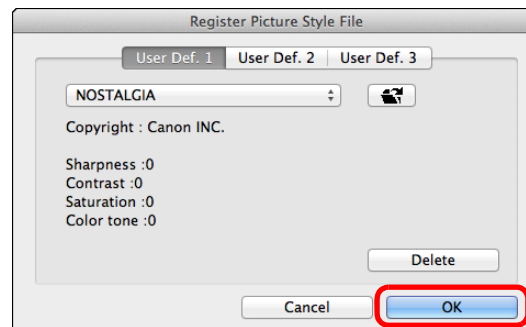 Register Picture Style File
User Def. 1 User Def. 2 User Def. 3
NOSTALGIA
Copyright : Canon INC.
Sharpness :0
Contrast :0
Saturation :0
Color tone :0
Delete
Cancel OK